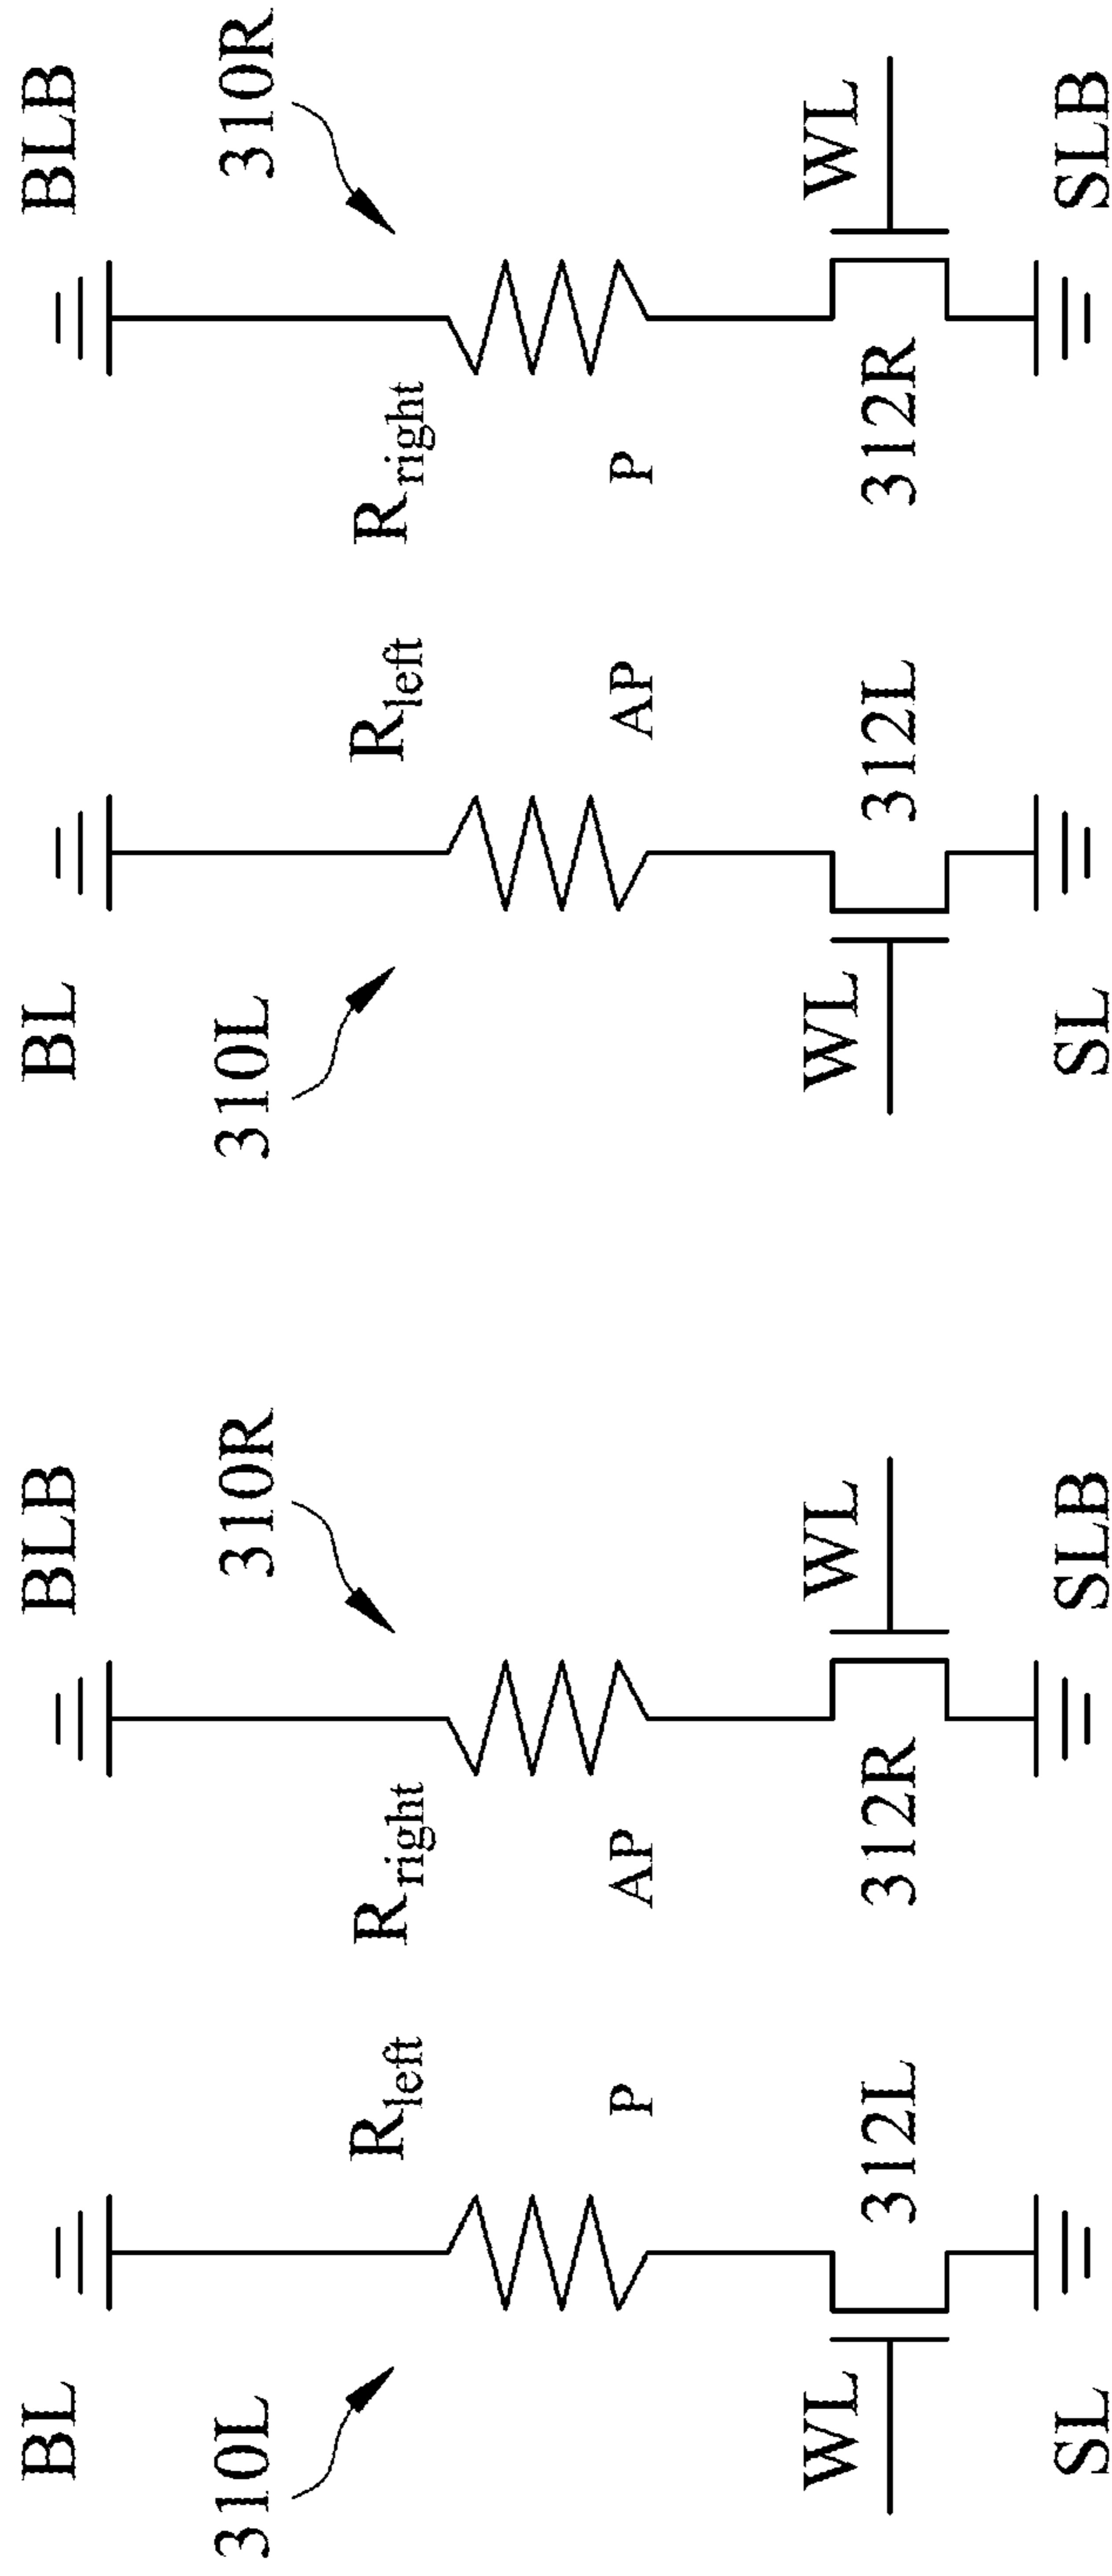 BL BLB BL BLB
310L 310R 310L 310R
Rleft Rright Rleft Rright
P AP AP P
WL WL WL WL
312L 312R 312L 312R
SL SLB SL SLB